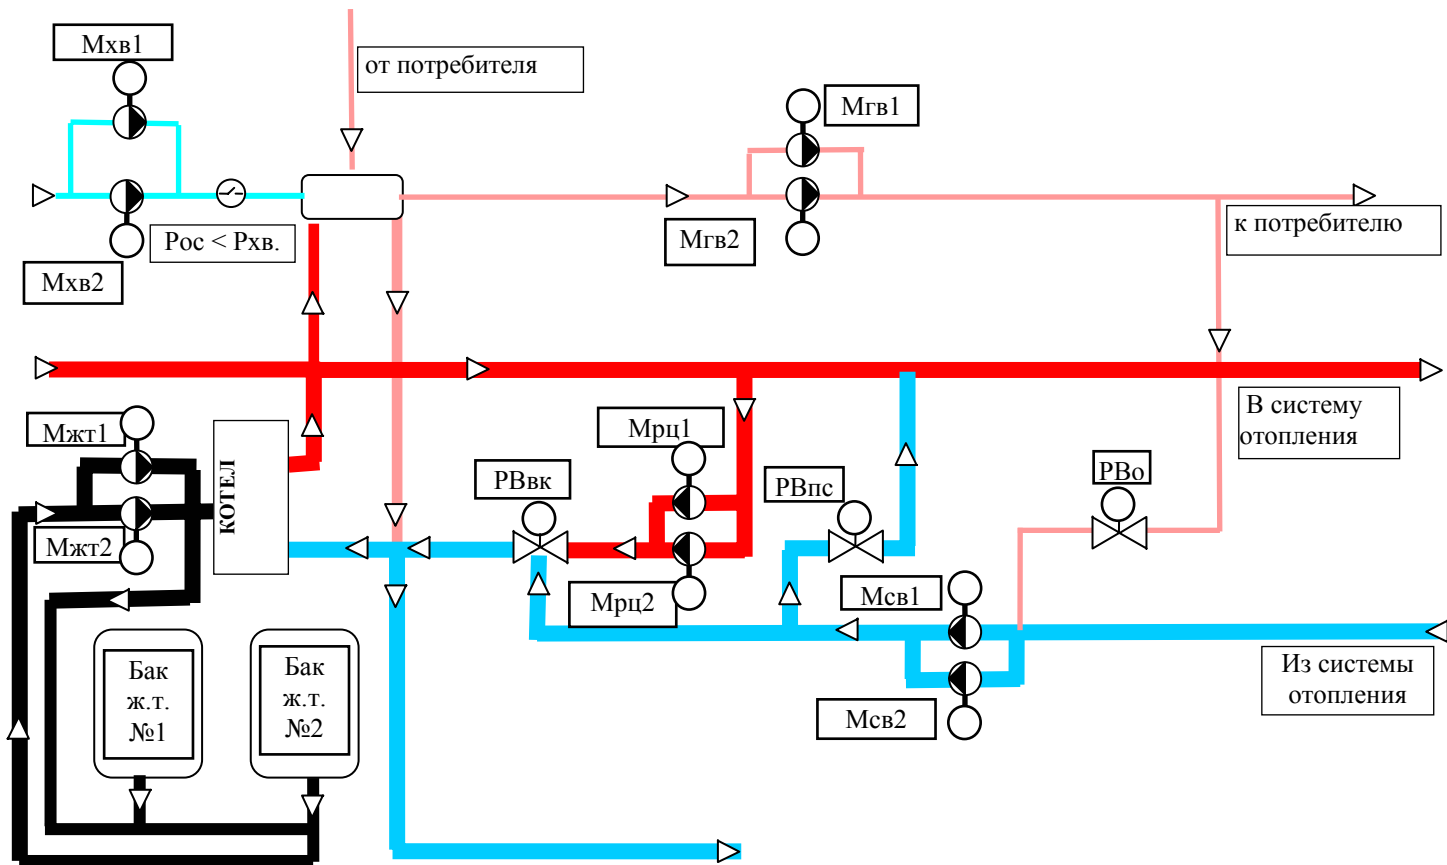 Мхв1
от потребителя
Мгв1
Рос < Рхв.
Мгв2
к потребителю
Мхв2
В систему
отопления
Мжт1
Мрц1
КОТЕЛ
РВвк
РВпс
РВо
Мжт2
Мрц2
Мсв1
Бак
ж.т.
№1
Бак
ж.т.
№2
Из системы
отопления
Мсв2